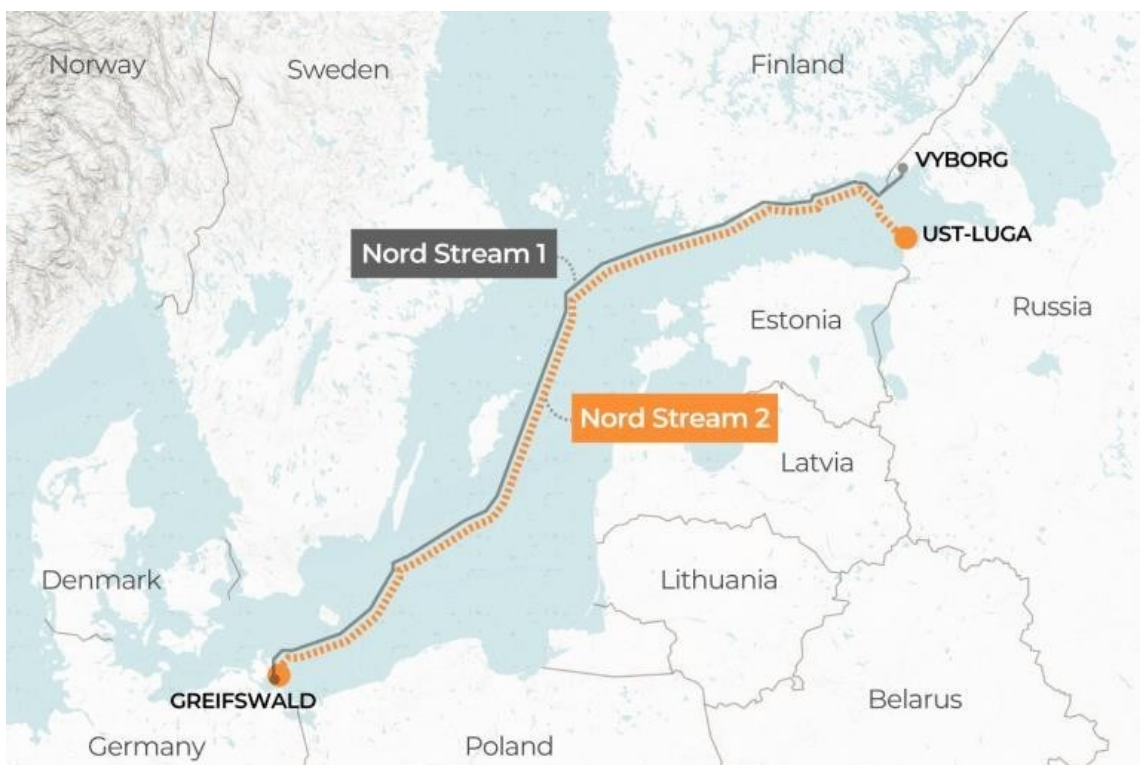 Norway
Sweden
Finland
VYBORG
UST-LUGA
Nord Stream 1
Estonia
Russia
Nord Stream 2
Latvia
Denmark
Lithuania
GREIFSWALD
Belarus
Germany
Poland